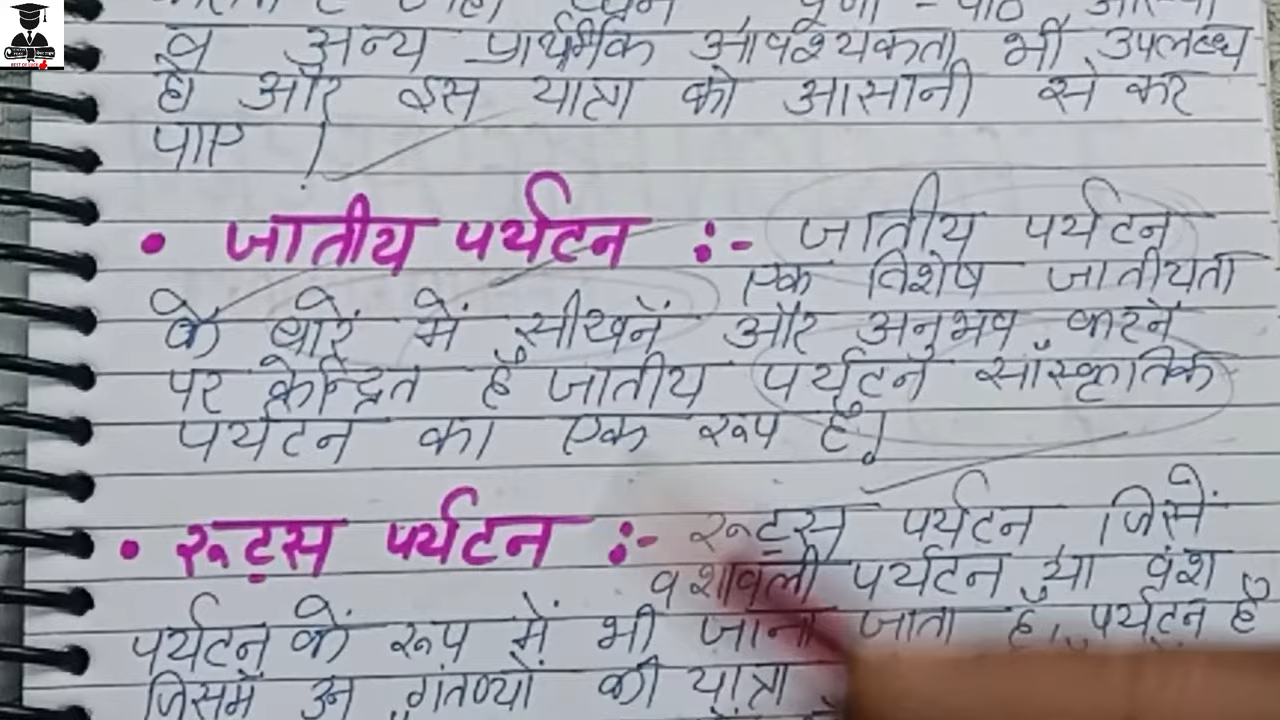 व अन्य प्राथमिक आवश्यकता भी उपलब्ध
हो और इस यात्रा को आसानी से कर
पाए ।
• जातीय पर्यटन :- जातीय पर्यटन
एक विशेष जातीयता
के बारें में सीखनें और अनुभव करनें
पर केन्द्रित हैं जातीय पर्यटन साँस्कृतिक
पर्यटन का एक रूप हैं।
• रूट्स पर्यटन :- रूट्स पर्यटन जिसें
वशावली पर्यटन या वंश
पर्यटन कें रूप में भी जाना जाता हैं। पर्यटन हैं
जिसमें उन गंतव्यों की यात्रा